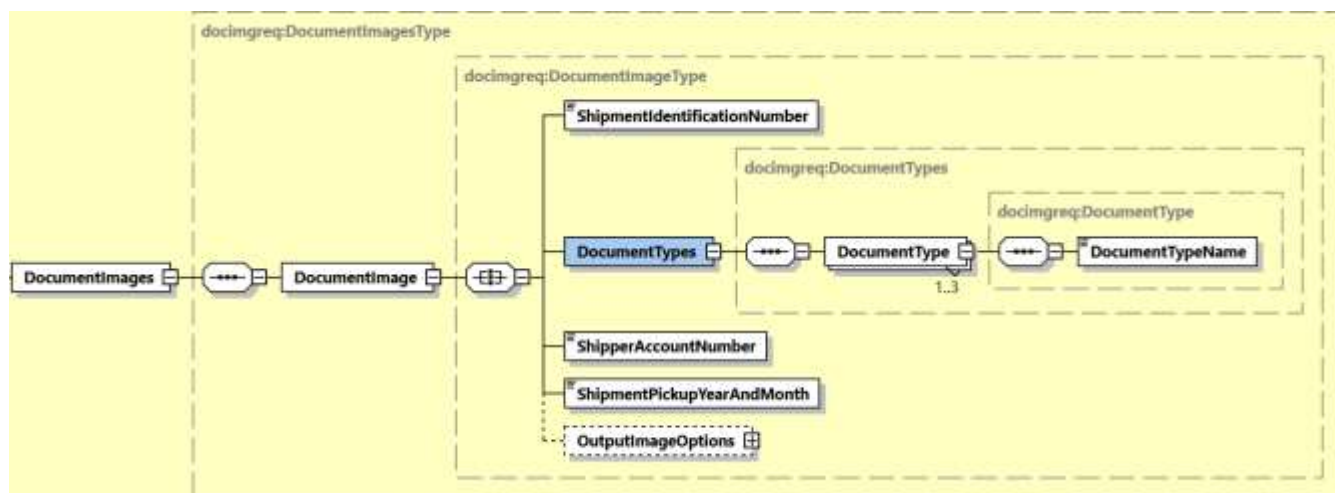 docimgreq:DocumentImagesType
docimgreq:DocumentImageType
ShipmentIdentificationNumber
docimgreq:DocumentTypes
docimgreq:DocumentType
DocumentTypes
DocumentType
DocumentTypeName
DocumentImages
DocumentImage
1..3
ShipperAccountNumber
ShipmentPickupYearAndMonth
OutputImageOptions